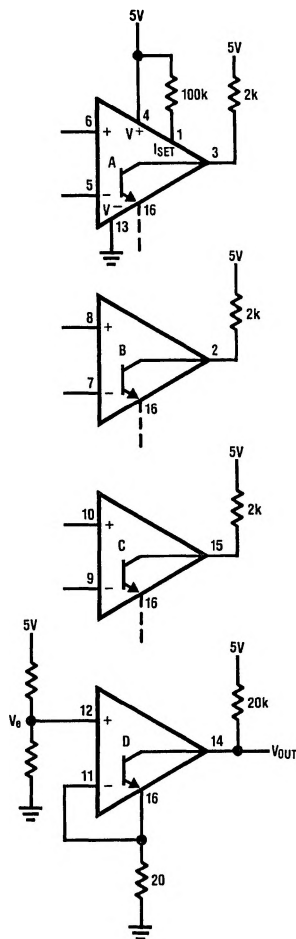 5V
5V
100k
2k
4
V+
1
6
+
ISET
3
A
5
−
V−
16
13
5V
2k
8
+
B
2
7
−
16
5V
2k
10
+
C
15
9
−
16
5V
5V
20k
12
Ve
+
D
14
VOUT
11
−
16
20